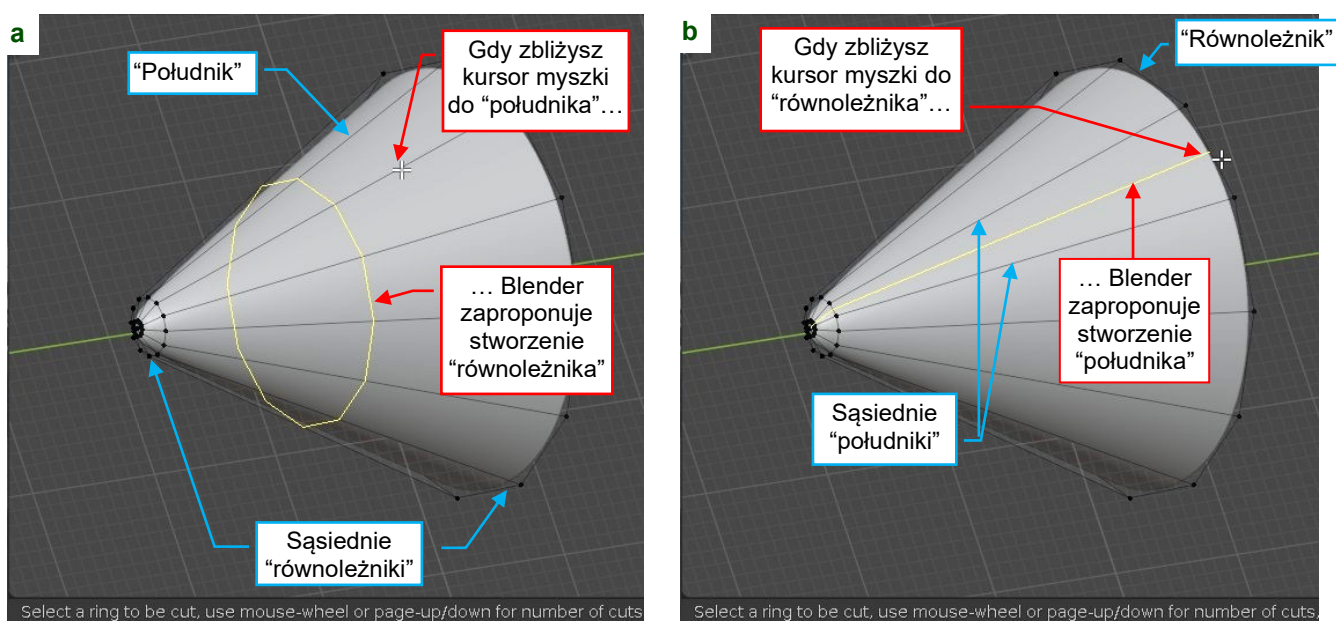 a
“Południk”
Gdy zbliżysz
kursor myszki
do “południka”…
… Blender
zaproponuje
stworzenie
“równoleżnika”
Sąsiednie
“równoleżniki”
Select a ring to be cut, use mouse-wheel or page-up/down for number of cuts
b
Gdy zbliżysz
kursor myszki do
“równoleżnika”…
“Równoleżnik”
… Blender
zaproponuje
stworzenie
“południka”
Sąsiednie
“południki”
Select a ring to be cut, use mouse-wheel or page-up/down for number of cuts,